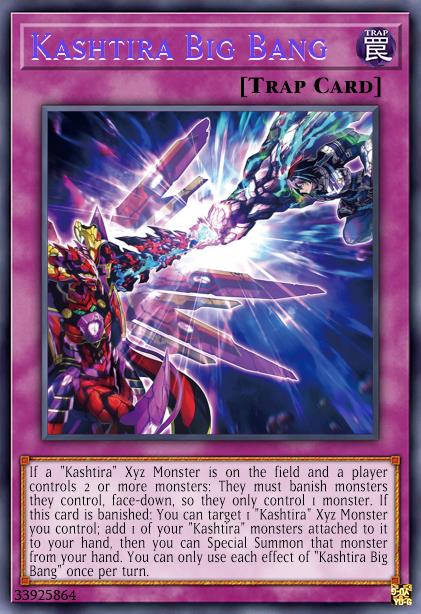 Kashtira Big Bang
TRAP
罠
[Trap Card]
If a "Kashtira" Xyz Monster is on the field and a player
controls 2 or more monsters: They must banish monsters
they control, face-down, so they only control 1 monster. If
this card is banished: You can target 1 "Kashtira" Xyz Monster
you control; add 1 of your "Kashtira" monsters attached to it
to your hand, then you can Special Summon that
monster from your hand. You can only use each effect of "Kashtira Big
Bang" once per turn.
33925864